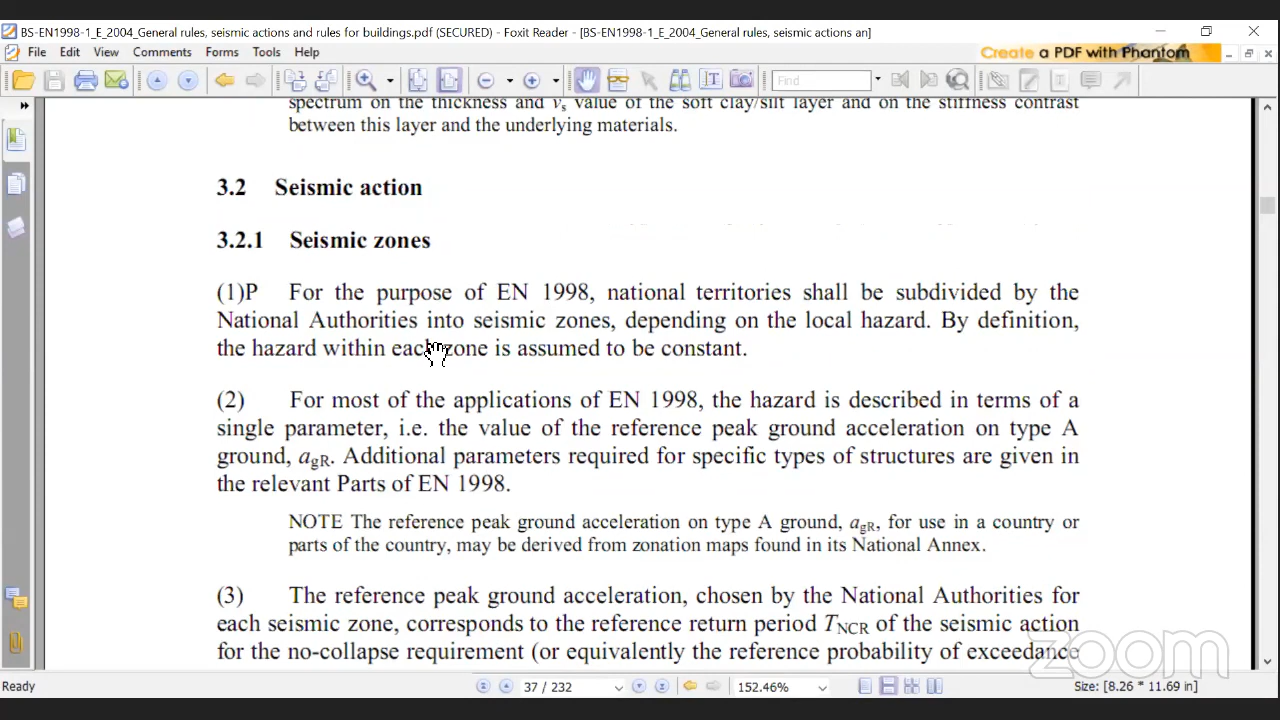 BS-EN1998-1_E_2004_General rules, seismic actions and rules for buildings.pdf (SECURED) - Foxit Reader - [BS-EN1998-1_E_2004_General rules, seismic actions an]
File Edit View Comments Forms Tools Help
Create a PDF with Phantom
Find
spectrum on the thickness and vs value of the soft clay/silt layer and on the stiffness contrast
between this layer and the underlying materials.
3.2 Seismic action
3.2.1 Seismic zones
(1)P For the purpose of EN 1998, national territories shall be subdivided by the
National Authorities into seismic zones, depending on the local hazard. By definition,
the hazard within each zone is assumed to be constant.
(2) For most of the applications of EN 1998, the hazard is described in terms of a
single parameter, i.e. the value of the reference peak ground acceleration on type A
ground, agR. Additional parameters required for specific types of structures are given in
the relevant Parts of EN 1998.
NOTE The reference peak ground acceleration on type A ground, agR, for use in a country or
parts of the country, may be derived from zonation maps found in its National Annex.
(3) The reference peak ground acceleration, chosen by the National Authorities for
each seismic zone, corresponds to the reference return period TNCR of the seismic action
for the no-collapse requirement (or equivalently the reference probability of exceedance
zoom
Ready 37 / 232 152.46% Size: [8.26 * 11.69 in]